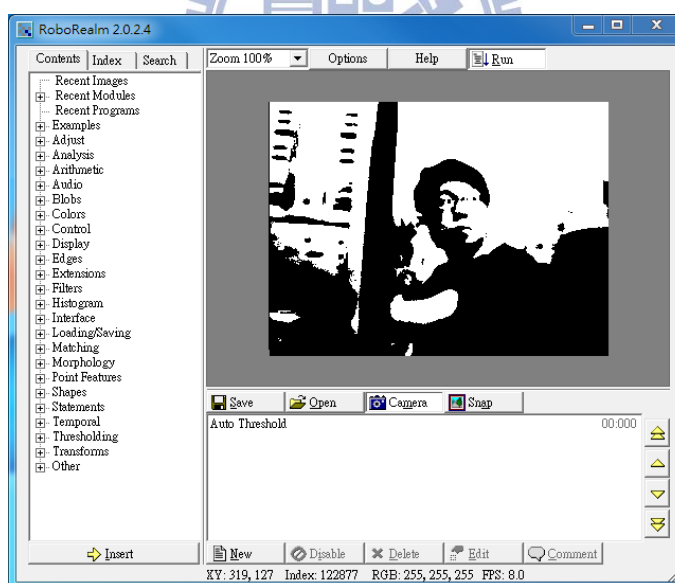 RoboRealm 2.0.2.4
Contents Index Search
Zoom 100% Options Help Run
Recent Images
Recent Modules
Recent Programs
Examples
Adjust
Analysis
Arithmetic
Audio
Blobs
Colors
Control
Display
Edges
Extensions
Filters
Histogram
Interface
Loading/Saving
Matching
Morphology
Point Features
Shapes
Statements
Temporal
Thresholding
Transforms
Other
Insert
Save Open Camera Snap
Auto Threshold 00:000
New Disable Delete Edit Comment
XY: 319, 127 Index: 122877 RGB: 255, 255, 255 FPS: 8.0